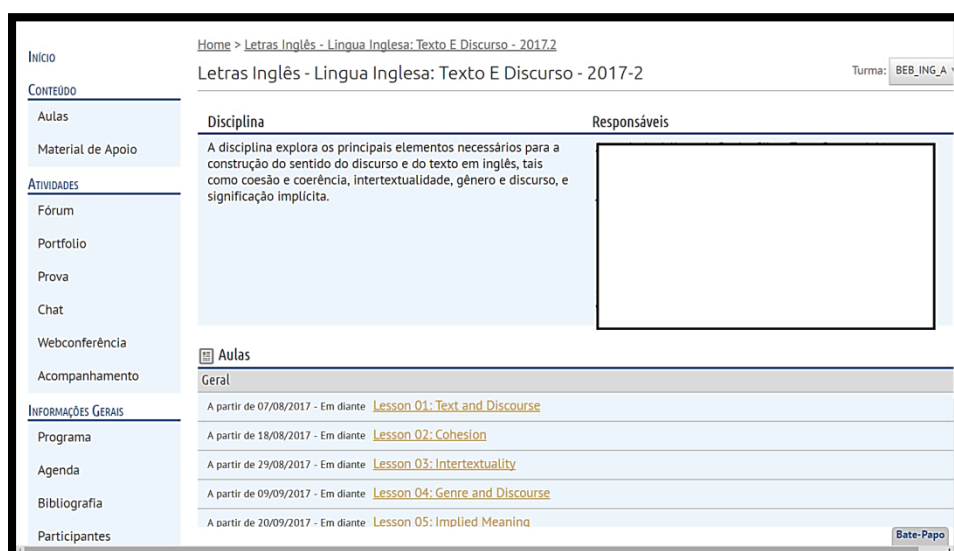 Início
Conteúdo
Aulas
Material de Apoio
Atividades
Fórum
Portfolio
Prova
Chat
Webconferência
Acompanhamento
Informações Gerais
Programa
Agenda
Bibliografia
Participantes
Home > Letras Inglês - Lingua Inglesa: Texto E Discurso - 2017.2
Letras Inglês - Lingua Inglesa: Texto E Discurso - 2017-2
Turma: BEB_ING_A
Disciplina
A disciplina explora os principais elementos necessários para a
construção do sentido do discurso e do texto em inglês, tais
como coesão e coerência, intertextualidade, gênero e discurso, e
significação implícita.
Responsáveis
Aulas
Geral
A partir de 07/08/2017 - Em diante Lesson 01: Text and Discourse
A partir de 18/08/2017 - Em diante Lesson 02: Cohesion
A partir de 29/08/2017 - Em diante Lesson 03: Intertextuality
A partir de 09/09/2017 - Em diante Lesson 04: Genre and Discourse
A partir de 20/09/2017 - Em diante Lesson 05: Implied Meaning
Bate-Papo